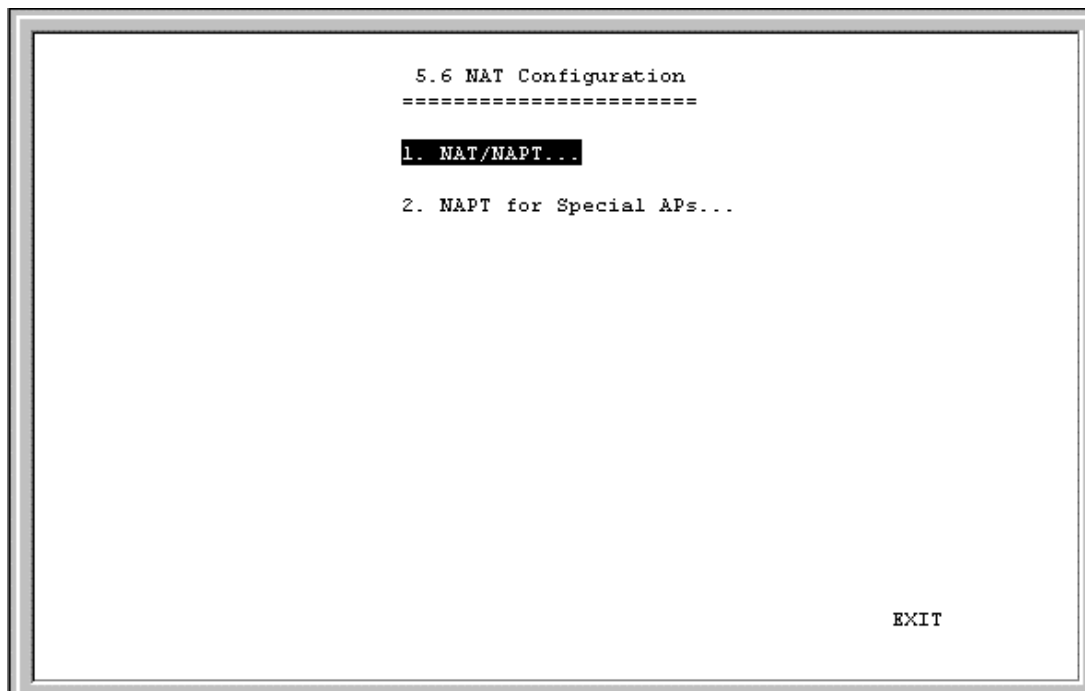 5.6 NAT Configuration
=======================
1. NAT/NAPT...
2. NAPT for Special APs...
EXIT